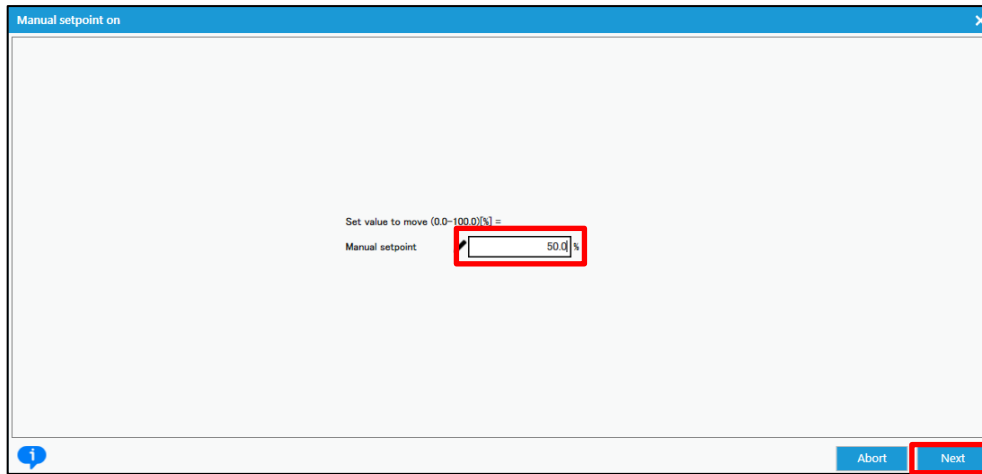 Manual setpoint on
Set value to move (0.0-100.0)[%] =
Manual setpoint 50.0 %
Abort Next